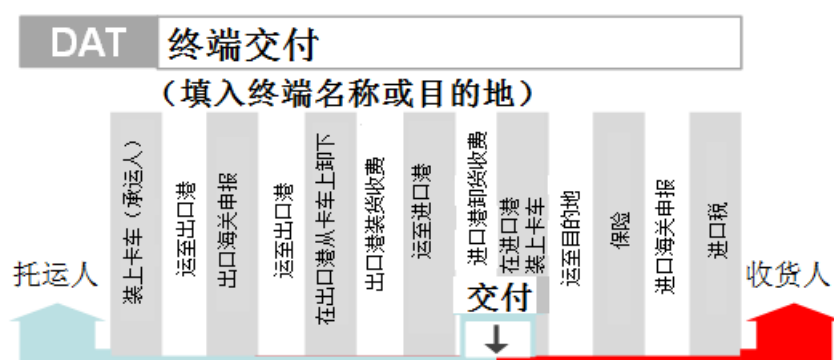 DAT 终端交付
（填入终端名称或目的地）
装上卡车（承运人）
运至出口港
出口海关申报
运至出口港
在出口港从卡车上卸下
出口港装货收费
运至进口港
进口港卸货收费
在进口港
装上卡车
运至目的地
保险
进口海关申报
进口税
托运人
交付
收货人